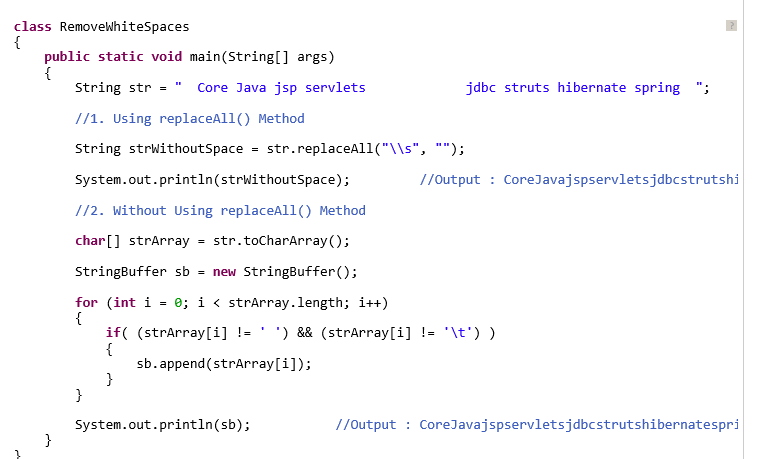 class RemoveWhiteSpaces
{
    public static void main(String[] args)
    {
        String str = "  Core Java jsp servlets             jdbc struts hibernate spring  ";
        //1. Using replaceAll() Method
        String strWithoutSpace = str.replaceAll("\\s", "");
        System.out.println(strWithoutSpace);         //Output : CoreJavajspservletsjdbcstrutshi
        //2. Without Using replaceAll() Method
        char[] strArray = str.toCharArray();
        StringBuffer sb = new StringBuffer();
        for (int i = 0; i < strArray.length; i++)
        {
            if( (strArray[i] != ' ') && (strArray[i] != '\t') )
            {
                sb.append(strArray[i]);
            }
        }
        System.out.println(sb);           //Output : CoreJavajspservletsjdbcstrutshibernatespri
    }
}
?